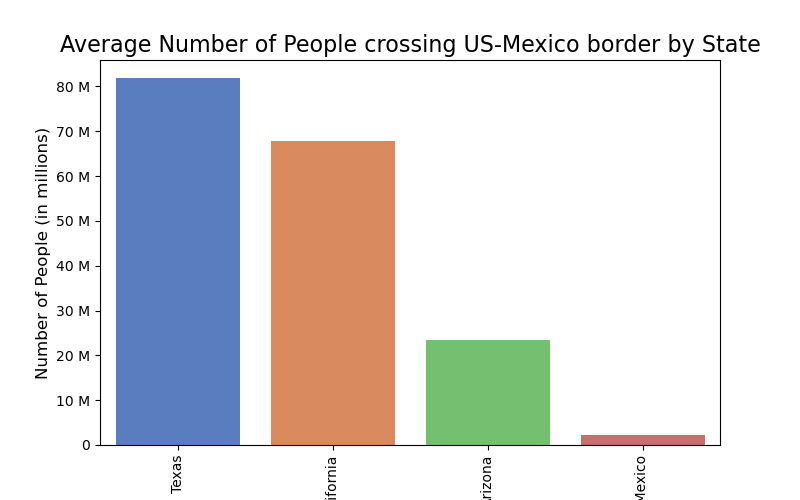 Average Number of People crossing US-Mexico border by State
Number of People (in millions)
80 M
70 M
60 M
50 M
40 M
30 M
20 M
10 M
0
Texas
ifornia
rizona
Mexico